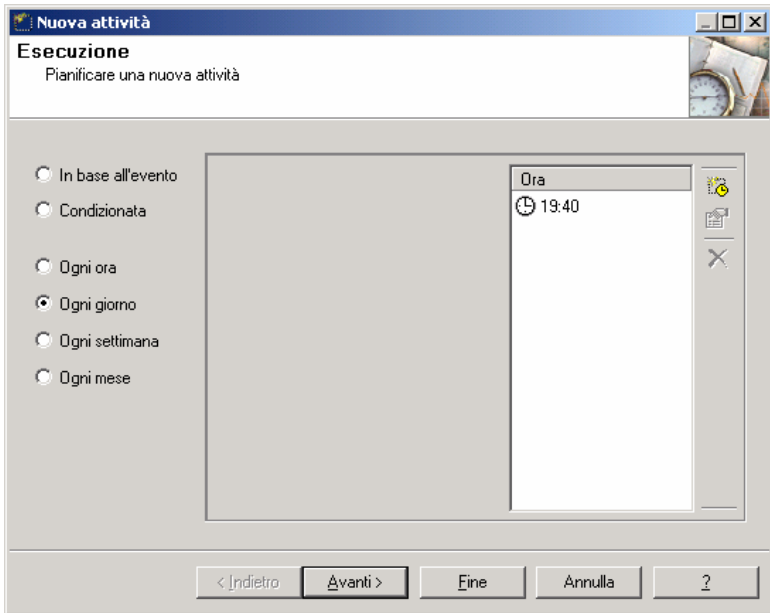 Nuova attività
Esecuzione
Pianificare una nuova attività
In base all'evento
Condizionata
Ogni ora
Ogni giorno
Ogni settimana
Ogni mese
Ora
19:40
< Indietro
Avanti >
Fine
Annulla
?